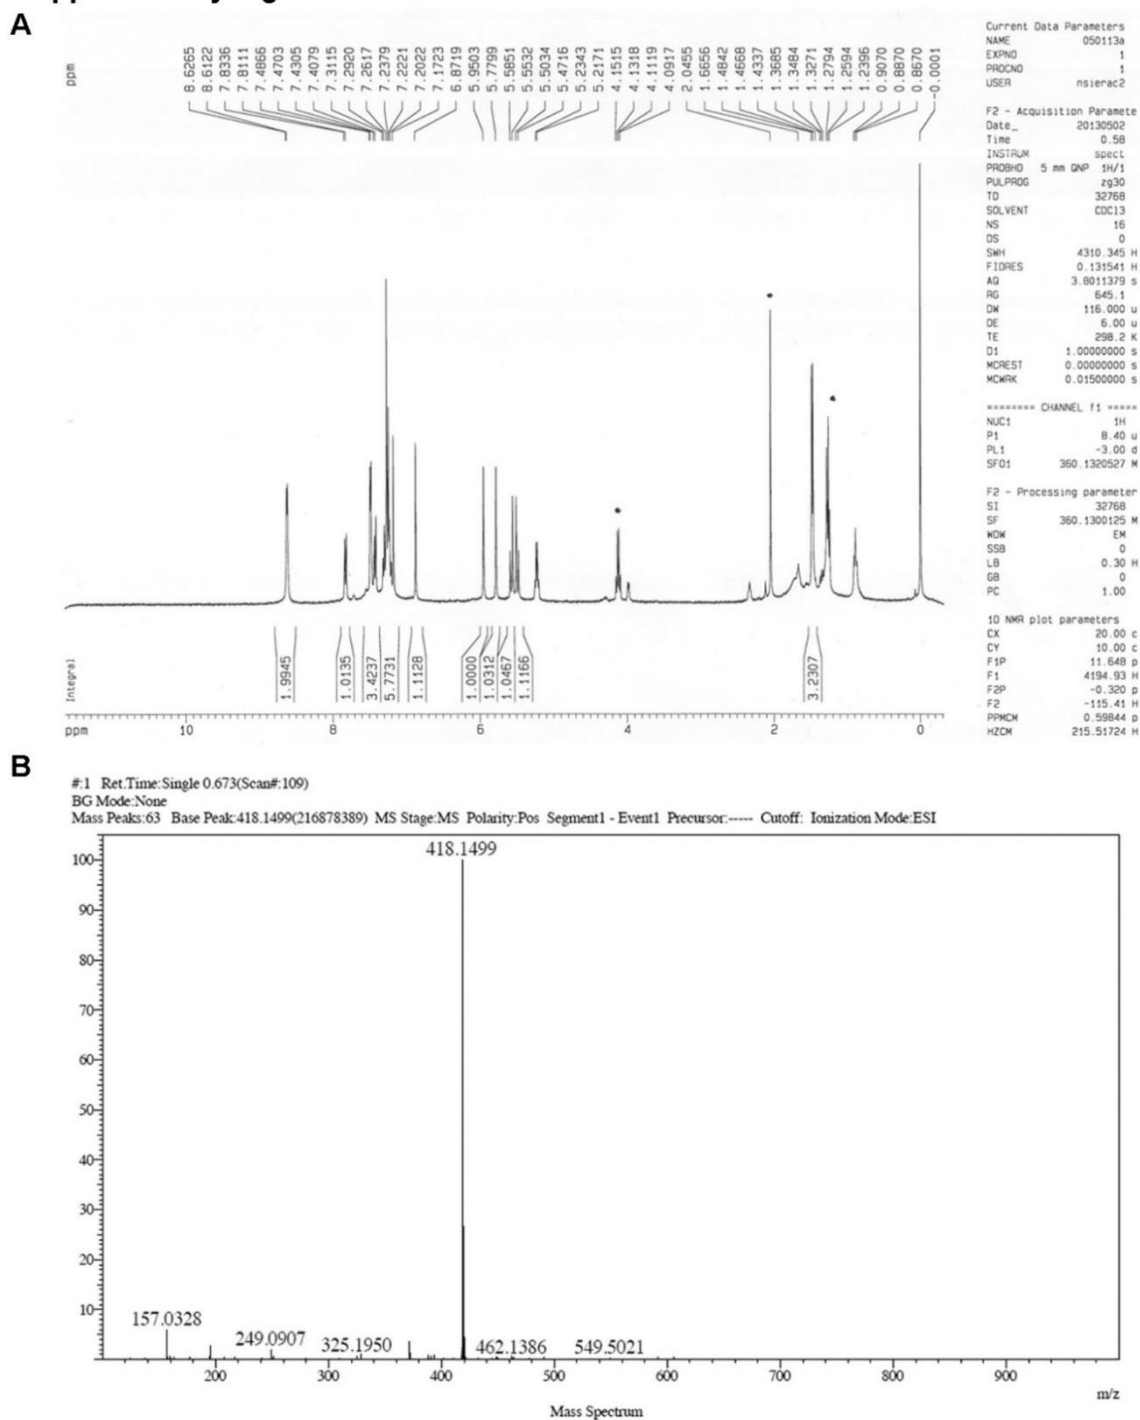 A
ppm
8.6265
8.6122
7.8336
7.8111
7.4866
7.4703
7.4305
7.4079
7.3115
7.2920
7.2617
7.2379
7.2221
7.2022
7.1723
6.8719
5.9503
5.7799
5.5851
5.5532
5.5034
5.4716
5.2343
5.2171
4.1515
4.1318
4.1119
4.0917
2.0455
1.6656
1.4842
1.4668
1.4337
1.3685
1.3484
1.3271
1.2794
1.2594
1.2396
0.9070
0.8870
0.8670
-0.0001
Current Data Parameters
NAME 050113a
EXPNO 1
PROCNO 1
USER nsierac2
F2 - Acquisition Paramete
Date_ 20130502
Time 0.58
INSTRUM spect
PROBHD 5 mm QNP 1H/1
PULPROG zg30
TD 32768
SOLVENT CDCl3
NS 16
DS 0
SWH 4310.345 H
FIDRES 0.131541 H
AQ 3.8011379 s
RG 645.1
DW 116.000 u
DE 6.00 u
TE 298.2 K
D1 1.00000000 s
MCREST 0.00000000 s
MCWRK 0.01500000 s
======== CHANNEL f1 =====
NUC1 1H
P1 8.40 u
PL1 -3.00 d
SFO1 360.1320527 M
F2 - Processing parameter
SI 32768
SF 360.1300125 M
WDW EM
SSB 0
LB 0.30 H
GB 0
PC 1.00
1D NMR plot parameters
CX 20.00 c
CY 10.00 c
F1P 11.648 p
F1 4194.93 H
F2P -0.320 p
F2 -115.41 H
PPMCM 0.59844 p
HZCM 215.51724 H
Integral
1.9945
1.0135
3.4237
5.7731
1.1128
1.0000
1.0312
1.0467
1.1166
3.2307
ppm 10 8 6 4 2 0
B
#:1 Ret.Time:Single 0.673(Scan#:109)
BG Mode:None
Mass Peaks:63 Base Peak:418.1499(216878389) MS Stage:MS Polarity:Pos Segment1 - Event1 Precursor:----- Cutoff: Ionization Mode:ESI
418.1499
100
90
80
70
60
50
40
30
20
10
157.0328
249.0907
325.1950
462.1386
549.5021
200 300 400 500 600 700 800 900
m/z
Mass Spectrum